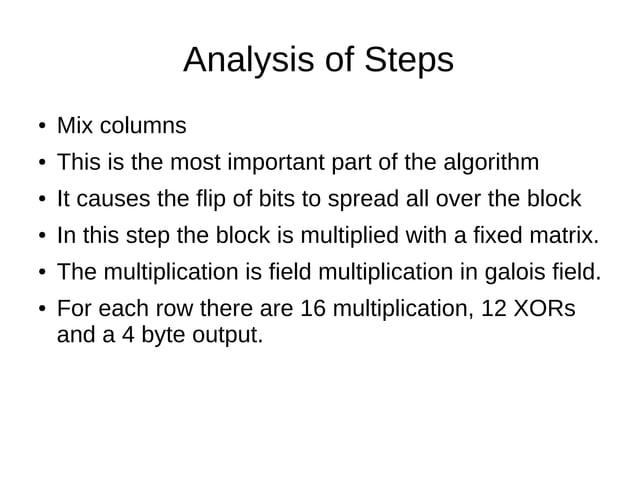 Analysis of Steps
• Mix columns
• This is the most important part of the algorithm
• It causes the flip of bits to spread all over the block
• In this step the block is multiplied with a fixed matrix.
• The multiplication is field multiplication in galois field.
• For each row there are 16 multiplication, 12 XORs
and a 4 byte output.